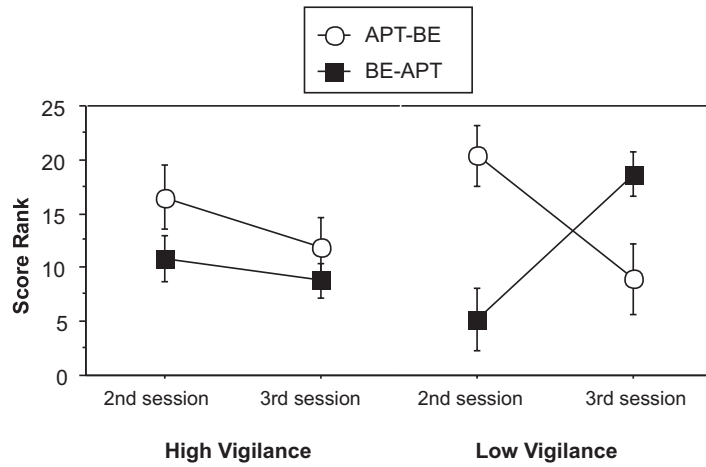 APT-BE
BE-APT
25
20
15
10
5
0
Score Rank
2nd session 3rd session 2nd session 3rd session
High Vigilance Low Vigilance